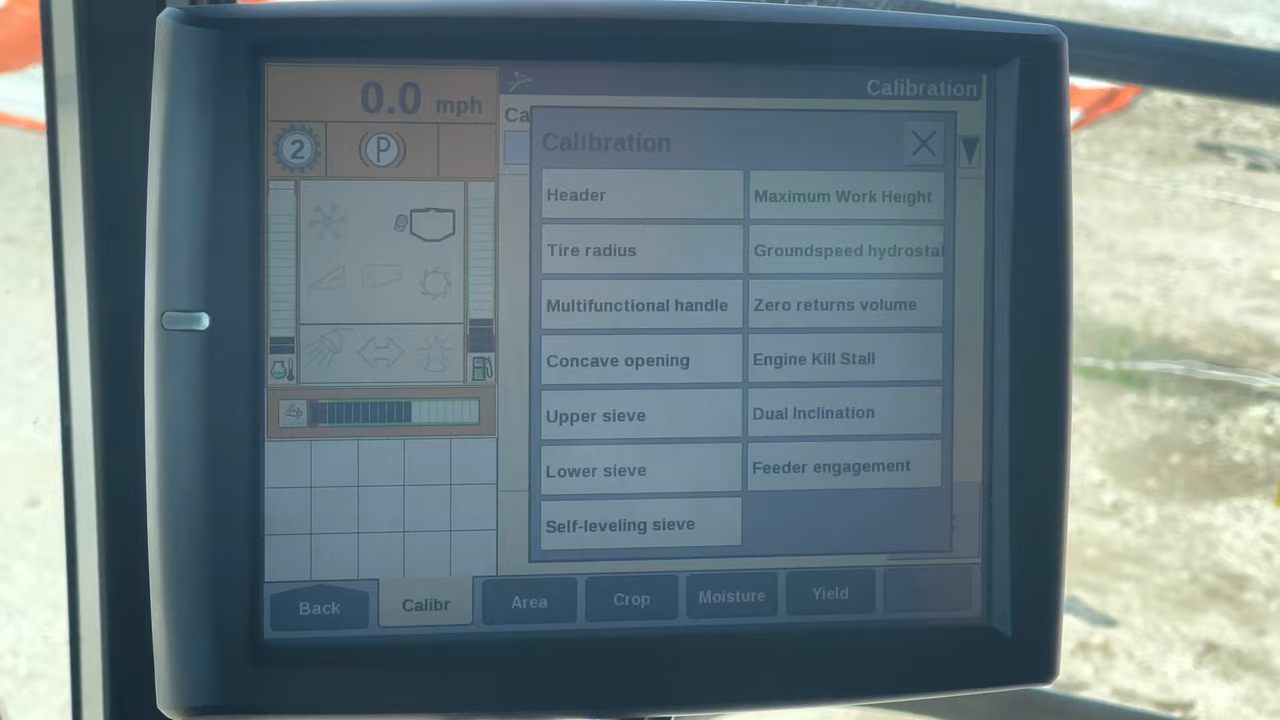 0.0 mph
Calibration
2
P
Ca
Calibration
Header
Maximum Work Height
Tire radius
Groundspeed hydrostat
Multifunctional handle
Zero returns volume
Concave opening
Engine Kill Stall
Upper sieve
Dual Inclination
Lower sieve
Feeder engagement
Self-leveling sieve
Back
Calibr
Area
Crop
Moisture
Yield